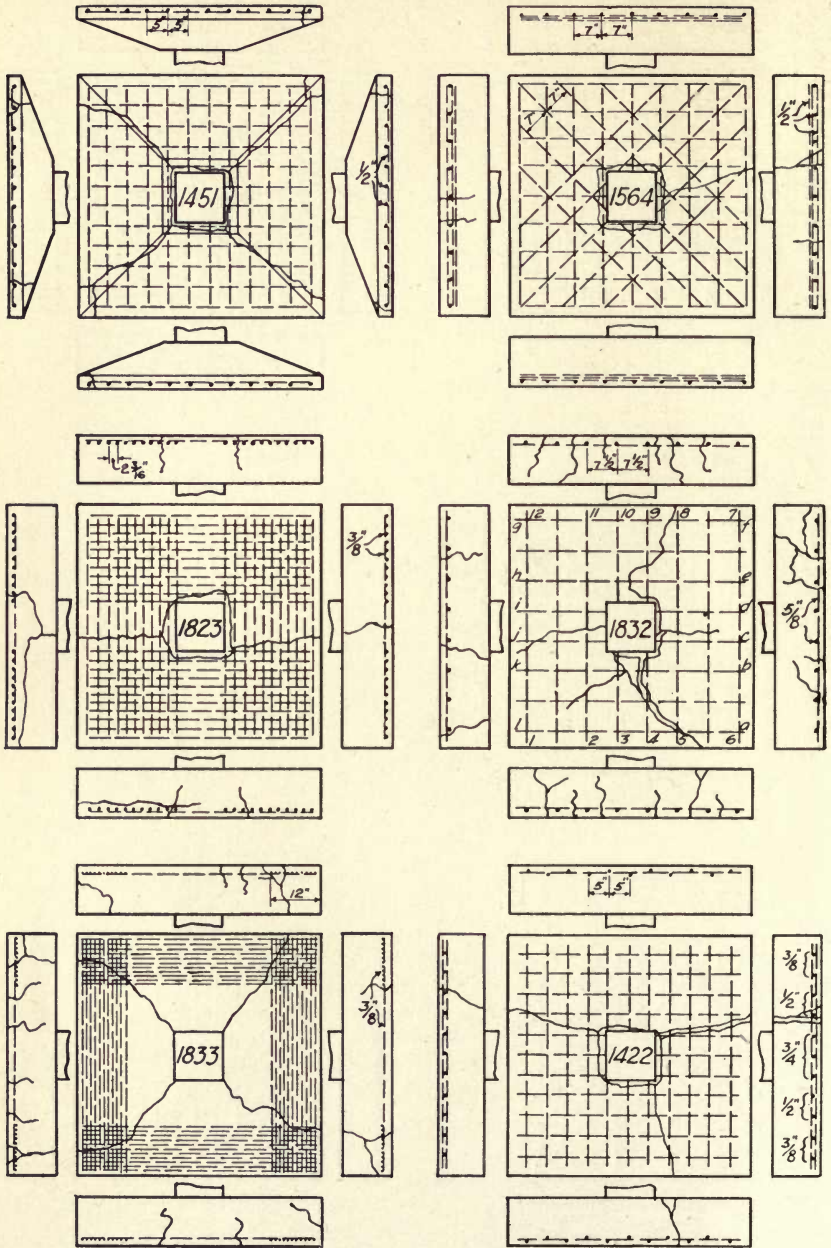 5" 5"
1451
1/2"
7" 7"
7" 7"
1564
1/2"
2 3/16"
1823
3/8"
7 1/2" 7 1/2"
12 11 10 9 8 7
g f
h e
i d
1832
j c
k b
l a
1 2 3 4 5 6
5/8"
12"
1833
3/8"
5" 5"
1422
3/8"
1/2"
3/4"
1/2"
3/8"